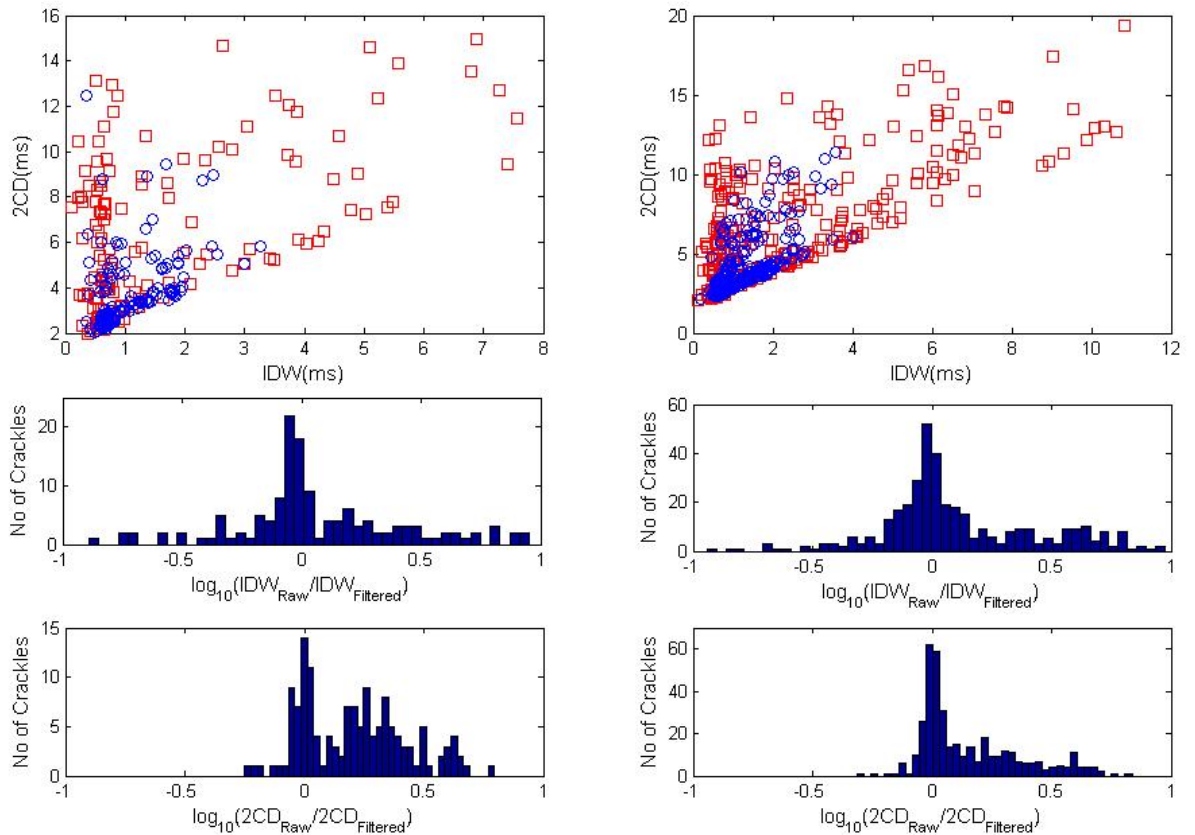 16
14
12
10
8
6
4
2
2CD(ms)
0 1 2 3 4 5 6 7 8
IDW(ms)
20
15
10
5
0
2CD(ms)
0 2 4 6 8 10 12
IDW(ms)
20
10
0
No of Crackles
-1 -0.5 0 0.5 1
log10(IDWRaw/IDWFiltered)
60
40
20
0
No of Crackles
-1 -0.5 0 0.5 1
log10(IDWRaw/IDWFiltered)
15
10
5
0
No of Crackles
-1 -0.5 0 0.5 1
log10(2CDRaw/2CDFiltered)
60
40
20
0
No of Crackles
-1 -0.5 0 0.5 1
log10(2CDRaw/2CDFiltered)